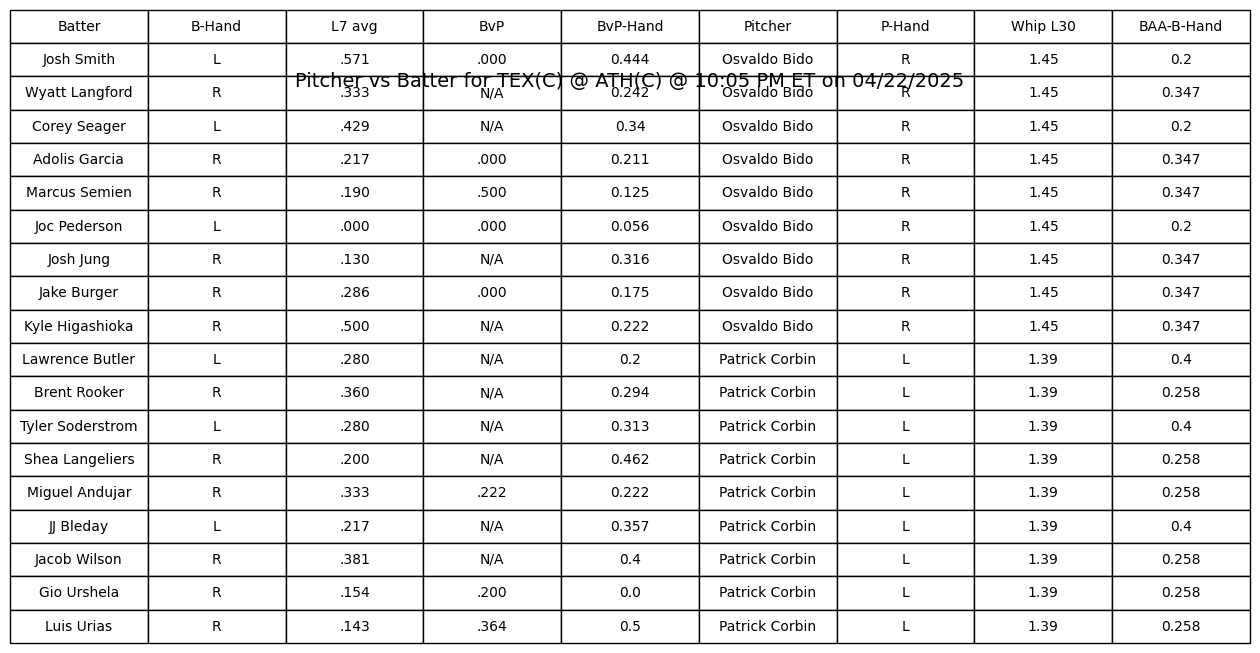 Batter B-Hand L7 avg BvP BvP-Hand Pitcher P-Hand Whip L30 BAA-B-Hand
Josh Smith L .571 .000 0.444 Osvaldo Bido R 1.45 0.2
Pitcher vs Batter for TEX(C) @ ATH(C) @ 10:05 PM ET on 04/22/2025
Wyatt Langford R .333 N/A 0.242 Osvaldo Bido R 1.45 0.347
Corey Seager L .429 N/A 0.34 Osvaldo Bido R 1.45 0.2
Adolis Garcia R .217 .000 0.211 Osvaldo Bido R 1.45 0.347
Marcus Semien R .190 .500 0.125 Osvaldo Bido R 1.45 0.347
Joc Pederson L .000 .000 0.056 Osvaldo Bido R 1.45 0.2
Josh Jung R .130 N/A 0.316 Osvaldo Bido R 1.45 0.347
Jake Burger R .286 .000 0.175 Osvaldo Bido R 1.45 0.347
Kyle Higashioka R .500 N/A 0.222 Osvaldo Bido R 1.45 0.347
Lawrence Butler L .280 N/A 0.2 Patrick Corbin L 1.39 0.4
Brent Rooker R .360 N/A 0.294 Patrick Corbin L 1.39 0.258
Tyler Soderstrom L .280 N/A 0.313 Patrick Corbin L 1.39 0.4
Shea Langeliers R .200 N/A 0.462 Patrick Corbin L 1.39 0.258
Miguel Andujar R .333 .222 0.222 Patrick Corbin L 1.39 0.258
JJ Bleday L .217 N/A 0.357 Patrick Corbin L 1.39 0.4
Jacob Wilson R .381 N/A 0.4 Patrick Corbin L 1.39 0.258
Gio Urshela R .154 .200 0.0 Patrick Corbin L 1.39 0.258
Luis Urias R .143 .364 0.5 Patrick Corbin L 1.39 0.258